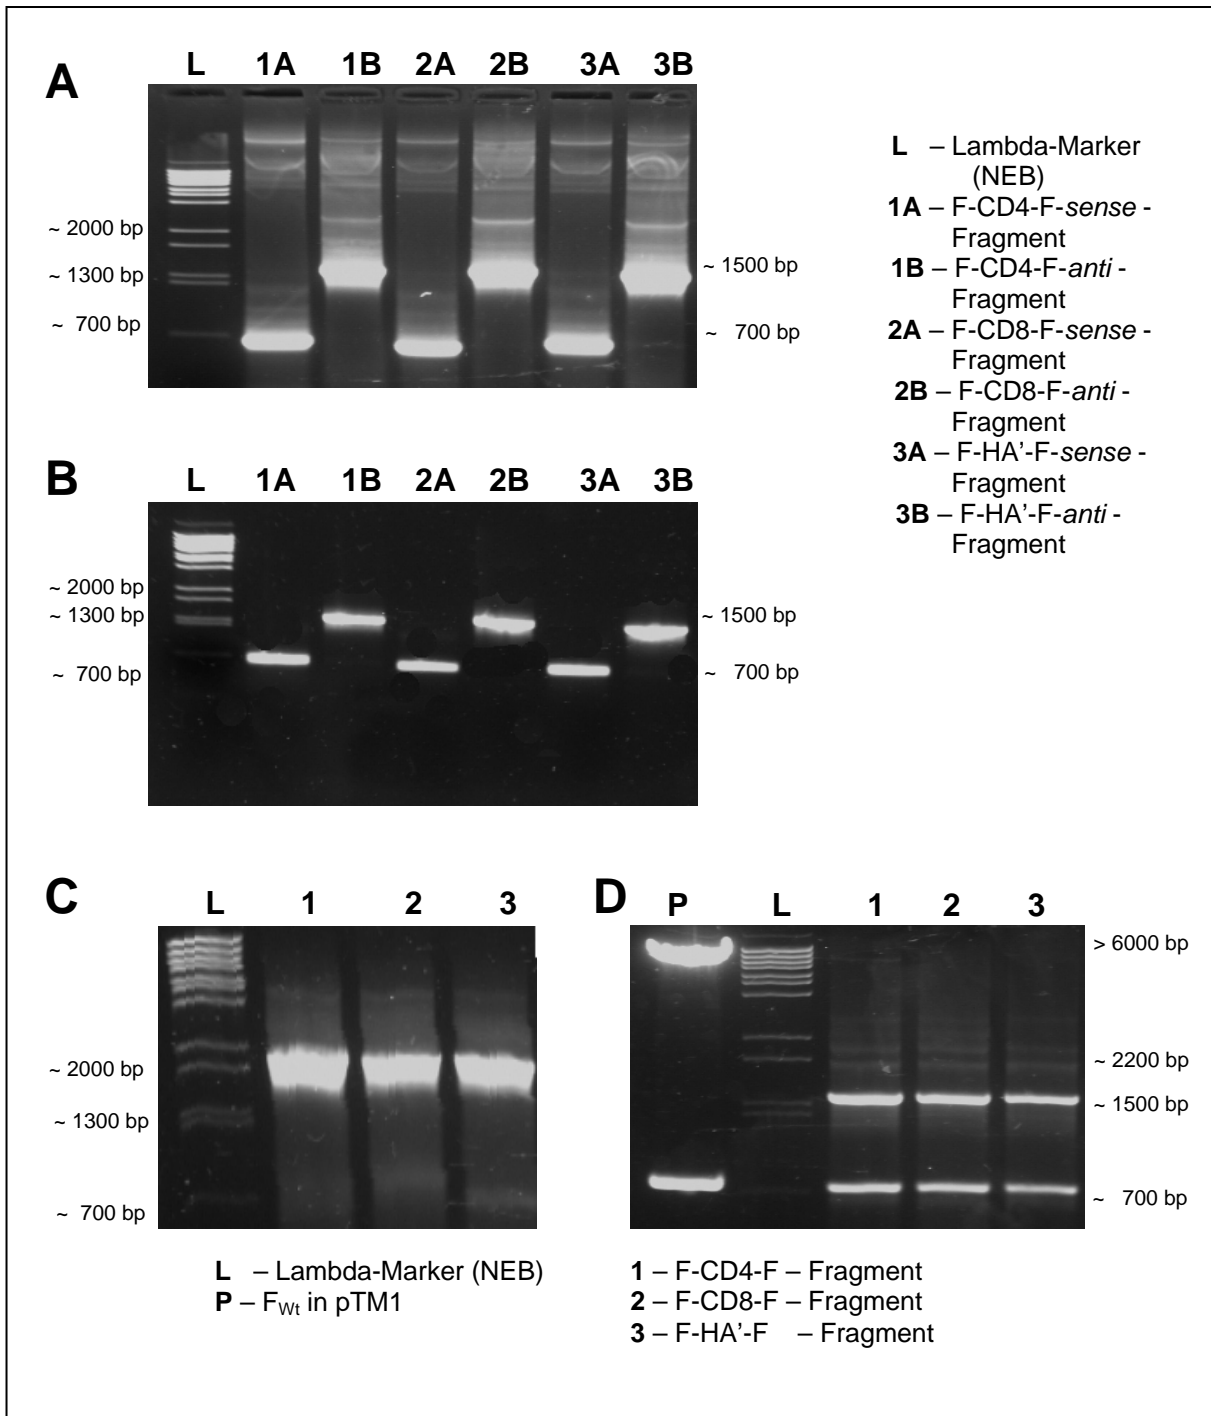 A
L 1A 1B 2A 2B 3A 3B
~ 2000 bp
~ 1300 bp
~ 700 bp
~ 1500 bp
~ 700 bp
L – Lambda-Marker
(NEB)
1A – F-CD4-F-sense -
Fragment
1B – F-CD4-F-anti -
Fragment
2A – F-CD8-F-sense -
Fragment
2B – F-CD8-F-anti -
Fragment
3A – F-HA’-F-sense -
Fragment
3B – F-HA’-F-anti -
Fragment
B
L 1A 1B 2A 2B 3A 3B
~ 2000 bp
~ 1300 bp
~ 700 bp
~ 1500 bp
~ 700 bp
C
L 1 2 3
~ 2000 bp
~ 1300 bp
~ 700 bp
L – Lambda-Marker (NEB)
P – FWt in pTM1
D
P L 1 2 3
> 6000 bp
~ 2200 bp
~ 1500 bp
~ 700 bp
1 – F-CD4-F – Fragment
2 – F-CD8-F – Fragment
3 – F-HA’-F – Fragment